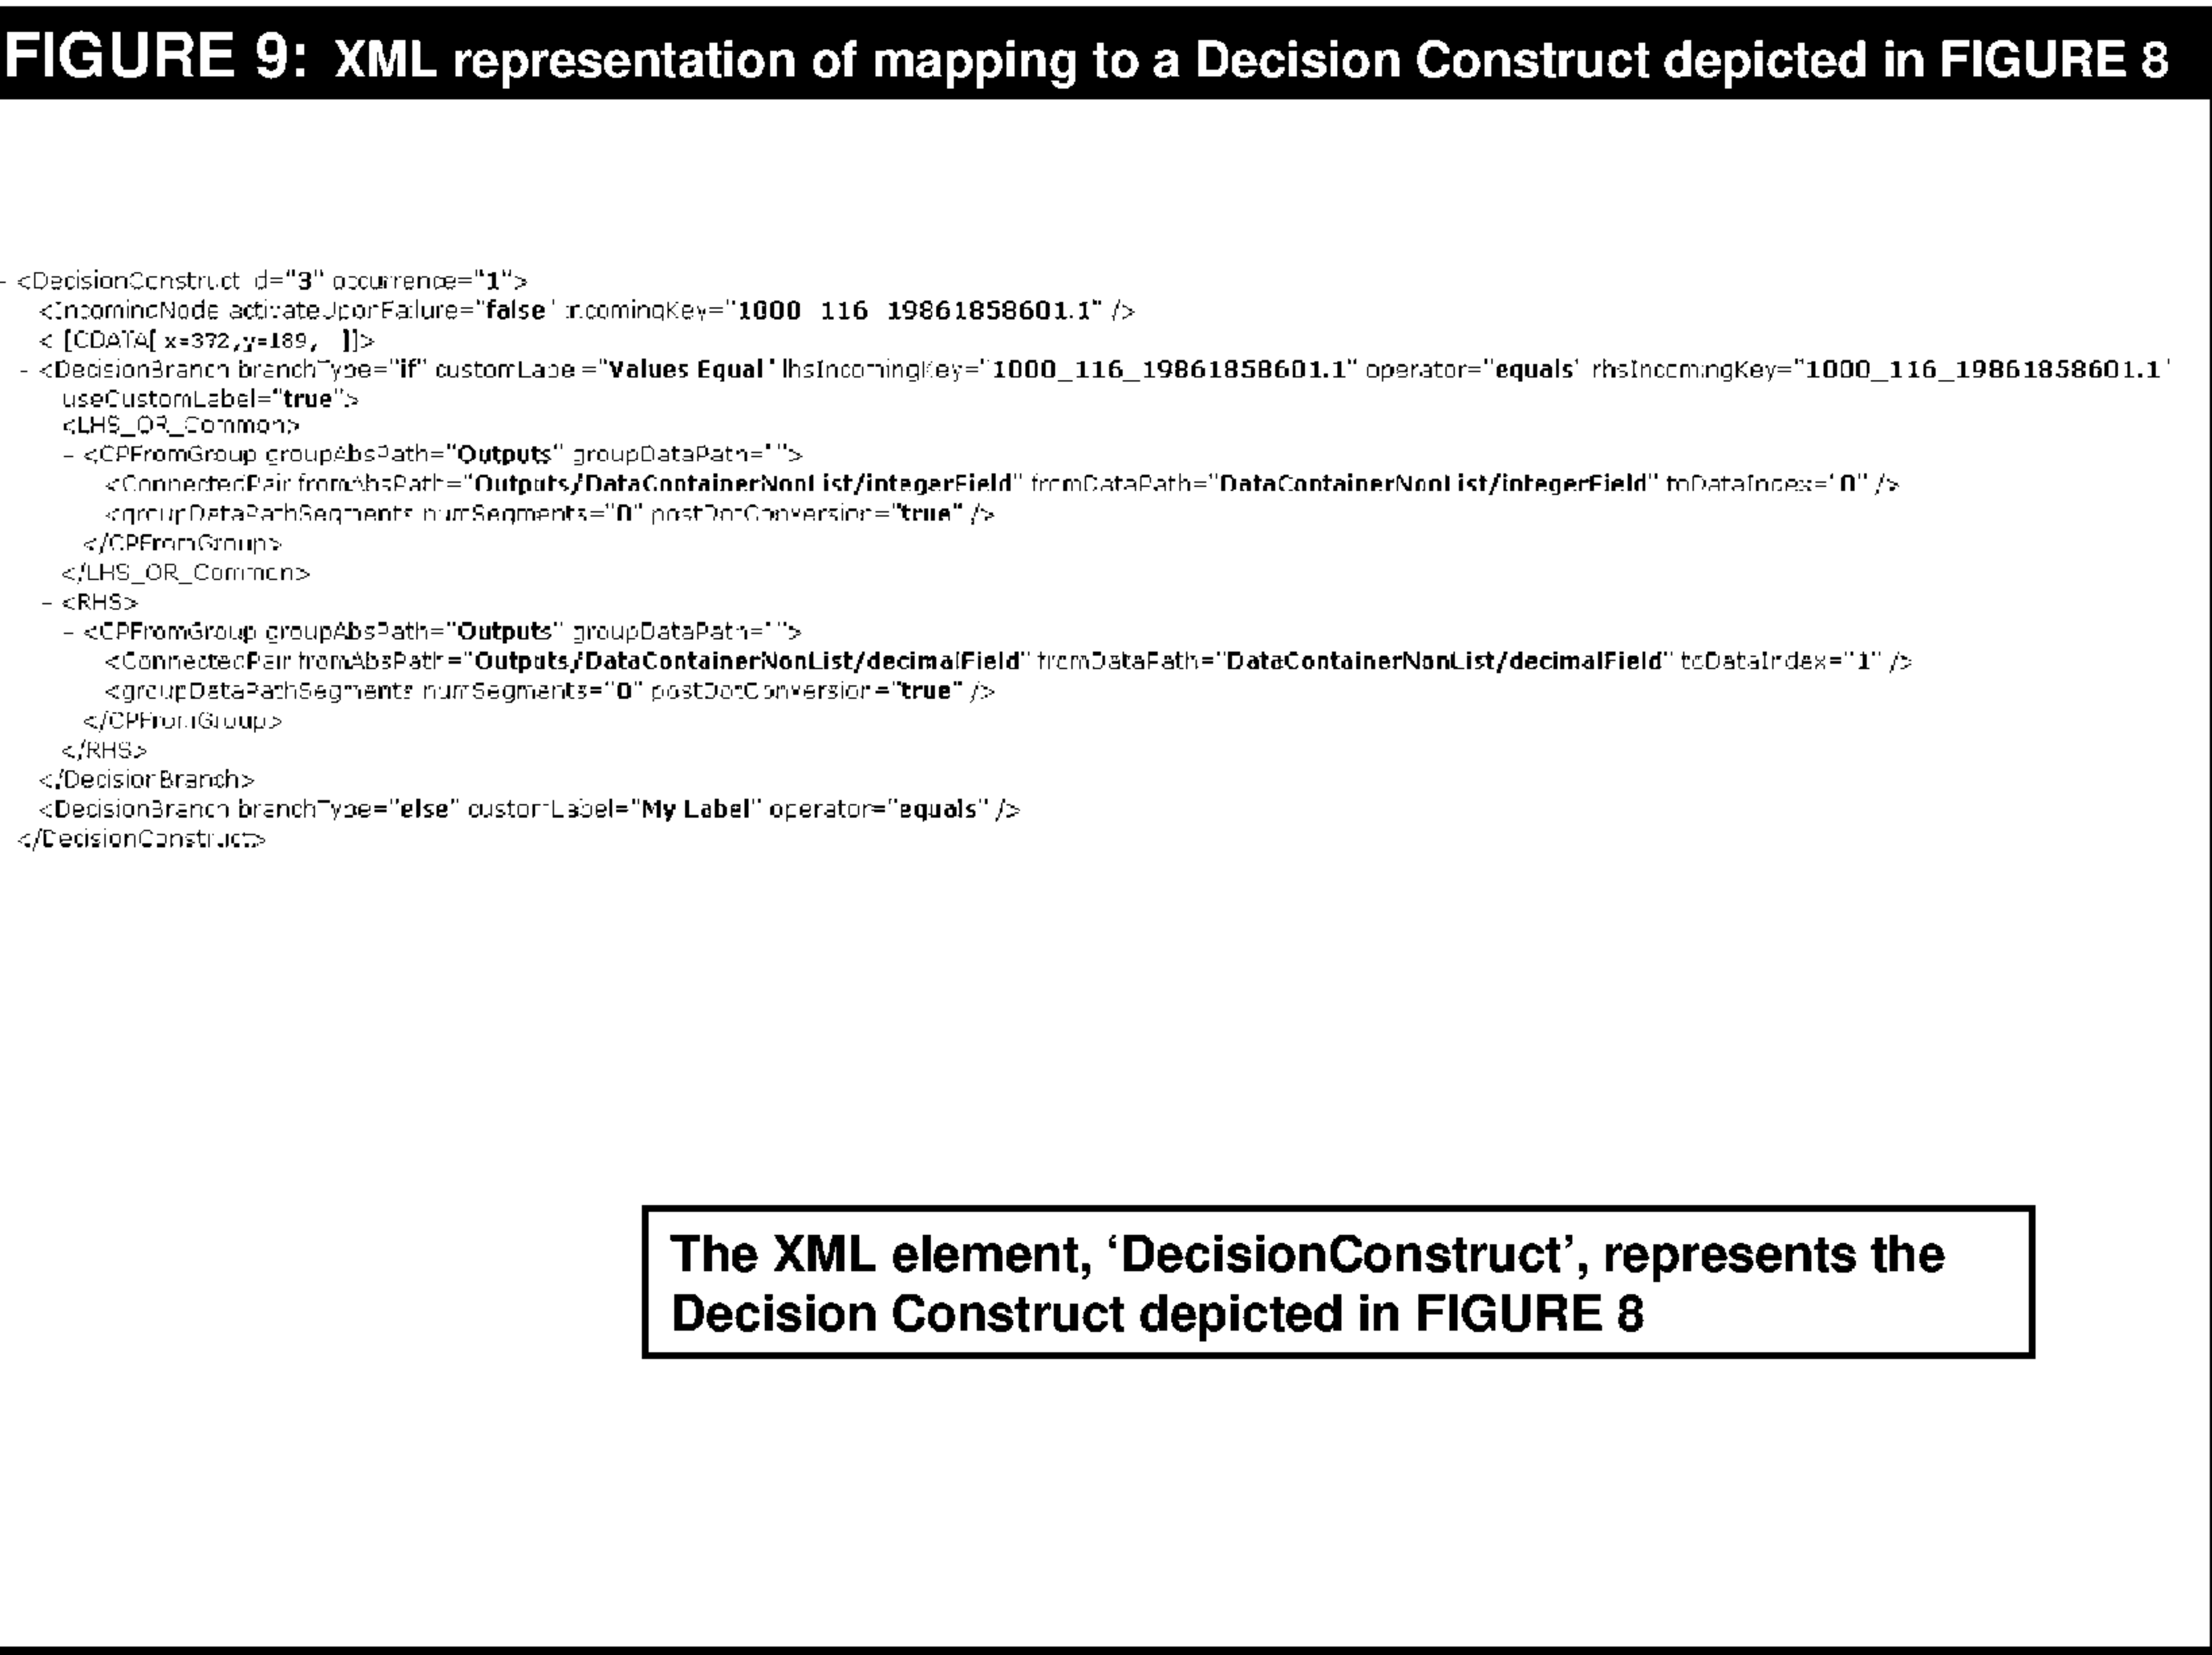 FIGURE 9: XML representation of mapping to a Decision Construct depicted in FIGURE 8
- <DecisionConstruct id="3" occurrence="1">
<IncomingNode activateUponFailure="false" incomingKey="1000_116_19861858601.1" />
<[CDATA[ x=372,y=189, ]]>
- <DecisionBranch branchType="if" customLabel="Values Equal" lhsIncomingKey="1000_116_19861858601.1" operator="equals" rhsIncomingKey="1000_116_19861858601.1"
useCustomLabel="true">
<LHS_OR_Common>
- <CPFromGroup groupAbsPath="Outputs" groupDataPath="">
<ConnectedPair fromAbsPath="Outputs/DataContainerNonList/integerField" fromDataPath="DataContainerNonList/integerField" toDataIndex="0" />
<groupDataPathSegments numSegments="0" postDotConversion="true" />
</CPFromGroup>
</LHS_OR_Common>
- <RHS>
- <CPFromGroup groupAbsPath="Outputs" groupDataPath="">
<ConnectedPair fromAbsPath="Outputs/DataContainerNonList/decimalField" fromDataPath="DataContainerNonList/decimalField" toDataIndex="1" />
<groupDataPathSegments numSegments="0" postDotConversion="true" />
</CPFromGroup>
</RHS>
</DecisionBranch>
<DecisionBranch branchType="else" customLabel="My Label" operator="equals" />
</DecisionConstruct>
The XML element, ‘DecisionConstruct’, represents the
Decision Construct depicted in FIGURE 8